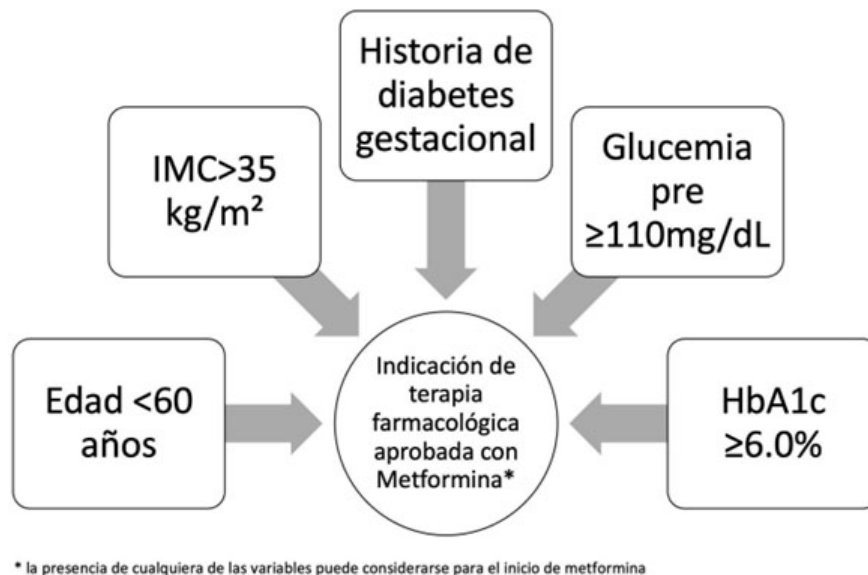 Historia de
diabetes
gestacional
IMC>35
kg/m²
Glucemia
pre
≥110mg/dL
Edad <60
años
Indicación de
terapia
farmacológica
aprobada con
Metformina*
HbA1c
≥6.0%
* la presencia de cualquiera de las variables puede considerarse para el inicio de metformina